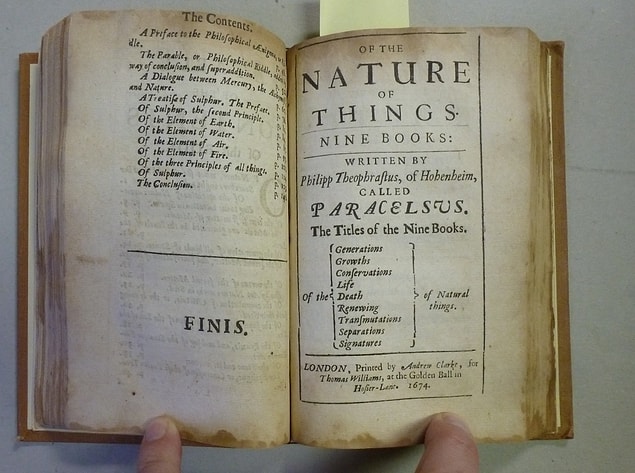 The Contents.
A Preface to the Philosophical Ænigma, or
dle.
The Parable, or Philosophical Riddle,
way of conclusion, and superaddition.
A Dialogue between Mercury, the
and Nature.
A Treatiſe of Sulphur. The Preface.
Of Sulphur, the ſecond Principle.
Of the Element of Earth.
Of the Element of Water.
Of the Element of Air.
Of the Element of Fire.
Of the three Principles of all things.
Of Sulphur.
The Concluſion.
FINIS.
OF THE
NATURE
OF
THINGS.
NINE BOOKS:
WRITTEN BY
Philipp Theophraſtus, of Hohenheim,
CALLED
PARACELSVS.
The Titles of the Nine Books.
Generations
Growths
Conſervations
Life
Of the Death of Natural
Renewing things.
Tranſmutations
Separations
Signatures
LONDON, Printed by Andrew Clarke, for
Thomas Williams, at the Golden Ball in
Hoſier-Lane. 1674.